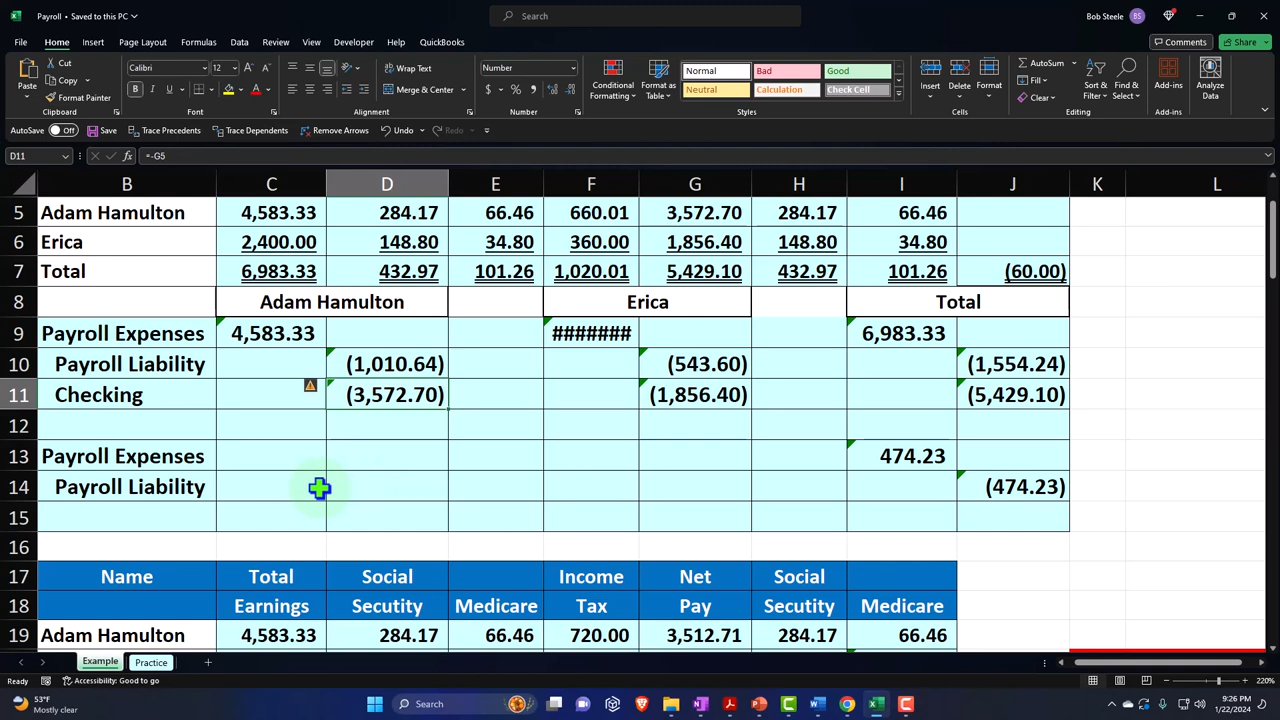 Payroll • Saved to this PC
Search
Bob Steele BS
File Home Insert Page Layout Formulas Data Review View Developer Help QuickBooks Comments Share
Paste Cut Copy Format Painter Clipboard
Calibri 12 B I U Font
Wrap Text Merge & Center Alignment
Number $ % Number
Conditional Formatting Format as Table
Normal Bad Good
Neutral Calculation Check Cell
Styles
Insert Delete Format Cells
AutoSum Fill Clear Sort & Filter Find & Select Editing
Add-ins Add-ins
Analyze Data
AutoSave Off Save Trace Precedents Trace Dependents Remove Arrows Undo Redo
D11 fx =-G5
B C D E F G H I J K L
5 Adam Hamulton 4,583.33 284.17 66.46 660.01 3,572.70 284.17 66.46
6 Erica 2,400.00 148.80 34.80 360.00 1,856.40 148.80 34.80
7 Total 6,983.33 432.97 101.26 1,020.01 5,429.10 432.97 101.26 (60.00)
8 Adam Hamulton Erica Total
9 Payroll Expenses 4,583.33 ####### 6,983.33
10 Payroll Liability (1,010.64) (543.60) (1,554.24)
11 Checking (3,572.70) (1,856.40) (5,429.10)
12
13 Payroll Expenses 474.23
14 Payroll Liability (474.23)
15
16
17 Name Total Social Income Net Social
18 Earnings Secutity Medicare Tax Pay Secutity Medicare
19 Adam Hamulton 4,583.33 284.17 66.46 720.00 3,512.71 284.17 66.46
Example Practice
Ready Accessibility: Good to go 220%
53°F
Mostly clear
Search
9:26 PM
1/22/2024